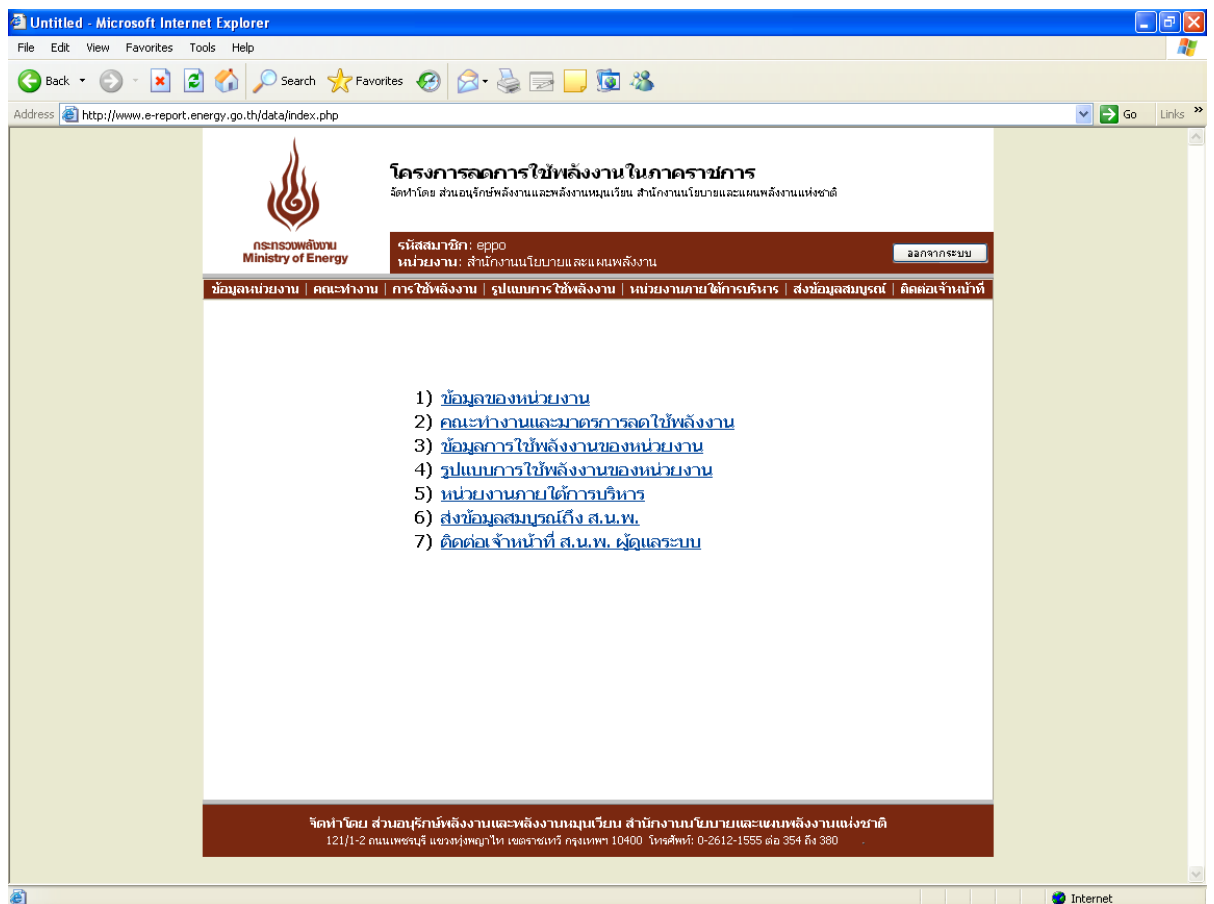 Untitled - Microsoft Internet Explorer
File Edit View Favorites Tools Help
Back Search Favorites
Address http://www.e-report.energy.go.th/data/index.php Go Links »
โครงการลดการใช้พลังงานในภาคราชการ
จัดทำโดย ส่วนอนุรักษ์พลังงานและพลังงานหมุนเวียน สำนักงานนโยบายและแผนพลังงานแห่งชาติ
กระทรวงพลังงาน
Ministry of Energy
รหัสสมาชิก: eppo
หน่วยงาน: สำนักงานนโยบายและแผนพลังงาน
ออกจากระบบ
ข้อมูลหน่วยงาน | คณะทำงาน | การใช้พลังงาน | รูปแบบการใช้พลังงาน | หน่วยงานภายใต้การบริหาร | ส่งข้อมูลสมบูรณ์ | ติดต่อเจ้าหน้าที่
1) ข้อมูลของหน่วยงาน
2) คณะทำงานและมาตรการลดใช้พลังงาน
3) ข้อมูลการใช้พลังงานของหน่วยงาน
4) รูปแบบการใช้พลังงานของหน่วยงาน
5) หน่วยงานภายใต้การบริหาร
6) ส่งข้อมูลสมบูรณ์ถึง ส.น.พ.
7) ติดต่อเจ้าหน้าที่ ส.น.พ. ผู้ดูแลระบบ
จัดทำโดย ส่วนอนุรักษ์พลังงานและพลังงานหมุนเวียน สำนักงานนโยบายและแผนพลังงานแห่งชาติ
121/1-2 ถนนเพชรบุรี แขวงทุ่งพญาไท เขตราชเทวี กรุงเทพฯ 10400 โทรศัพท์: 0-2612-1555 ต่อ 354 ถึง 380
Internet